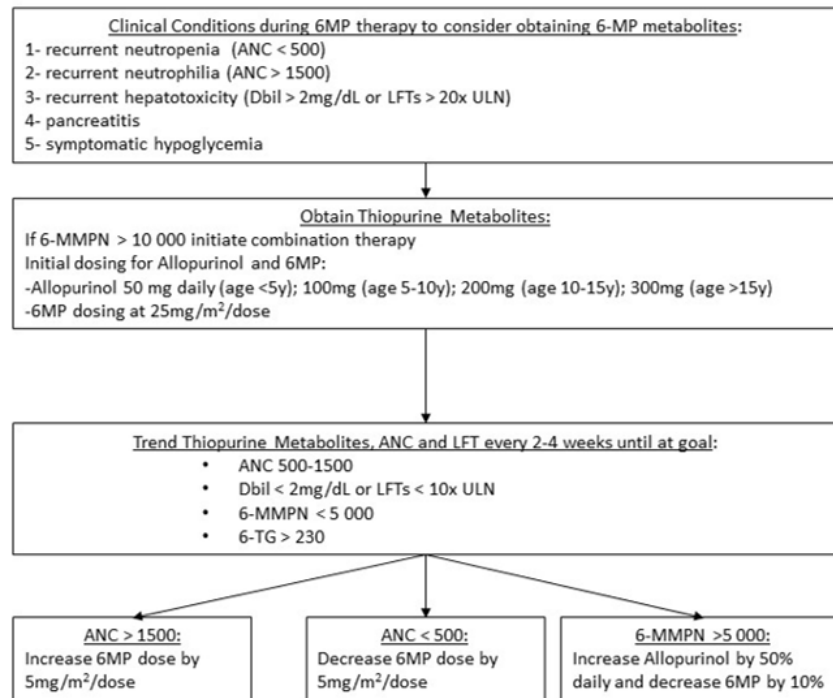 Clinical Conditions during 6MP therapy to consider obtaining 6-MP metabolites:
1- recurrent neutropenia (ANC < 500)
2- recurrent neutrophilia (ANC > 1500)
3- recurrent hepatotoxicity (Dbil > 2mg/dL or LFTs > 20x ULN)
4- pancreatitis
5- symptomatic hypoglycemia
Obtain Thiopurine Metabolites:
If 6-MMPN > 10 000 initiate combination therapy
Initial dosing for Allopurinol and 6MP:
-Allopurinol 50 mg daily (age <5y); 100mg (age 5-10y); 200mg (age 10-15y); 300mg (age >15y)
-6MP dosing at 25mg/m²/dose
Trend Thiopurine Metabolites, ANC and LFT every 2-4 weeks until at goal:
• ANC 500-1500
• Dbil < 2mg/dL or LFTs < 10x ULN
• 6-MMPN < 5 000
• 6-TG > 230
ANC > 1500:
Increase 6MP dose by
5mg/m²/dose
ANC < 500:
Decrease 6MP dose by
5mg/m²/dose
6-MMPN >5 000:
Increase Allopurinol by 50%
daily and decrease 6MP by 10%